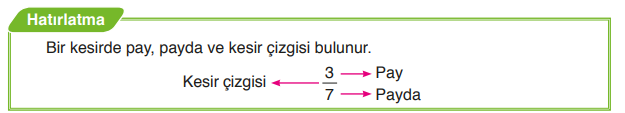 Hatırlatma
Bir kesirde pay, payda ve kesir çizgisi bulunur.
Kesir çizgisi 3 Pay
7 Payda